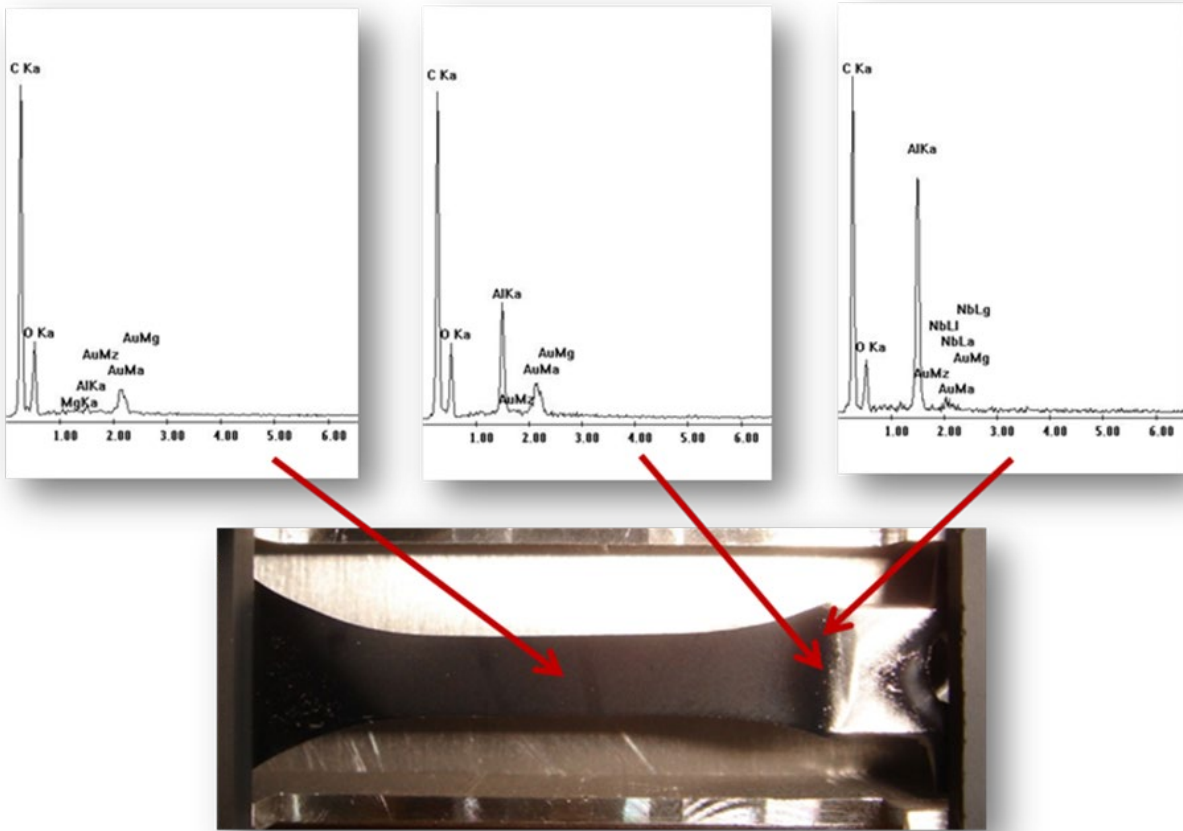 C Ka
O Ka
AuMg
AuMz
AuMa
AlKa
MgKa
1.00 2.00 3.00 4.00 5.00 6.00
C Ka
AlKa
O Ka
AuMg
AuMa
AuMz
1.00 2.00 3.00 4.00 5.00 6.00
C Ka
AlKa
NbLg
NbLl
NbLa
O Ka
AuMg
AuMz
AuMa
1.00 2.00 3.00 4.00 5.00 6.00